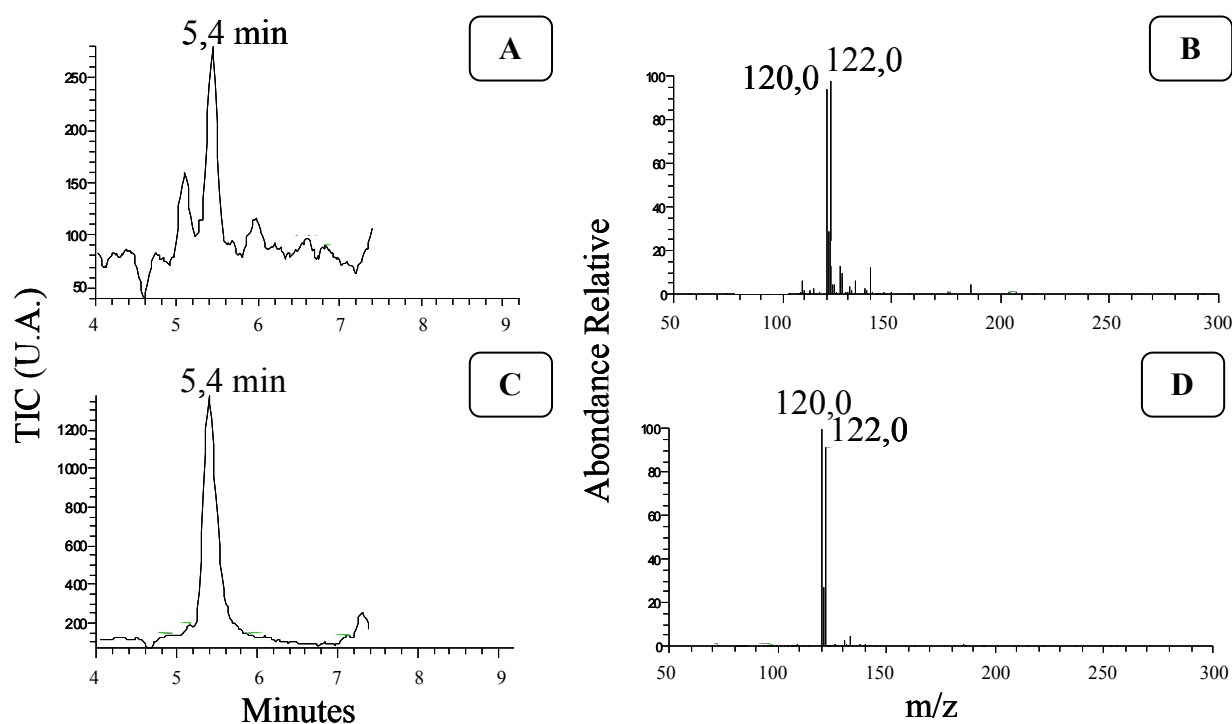 5,4 min
A
250
200
150
100
50
4 5 6 7 8 9
TIC (U.A.)
B
120,0 122,0
100
80
60
40
20
0
50 100 150 200 250 300
Abondance Relative
5,4 min
C
1200
1000
800
600
400
200
4 5 6 7 8 9
Minutes
D
120,0
122,0
100
80
60
40
20
0
50 100 150 200 250 300
m/z